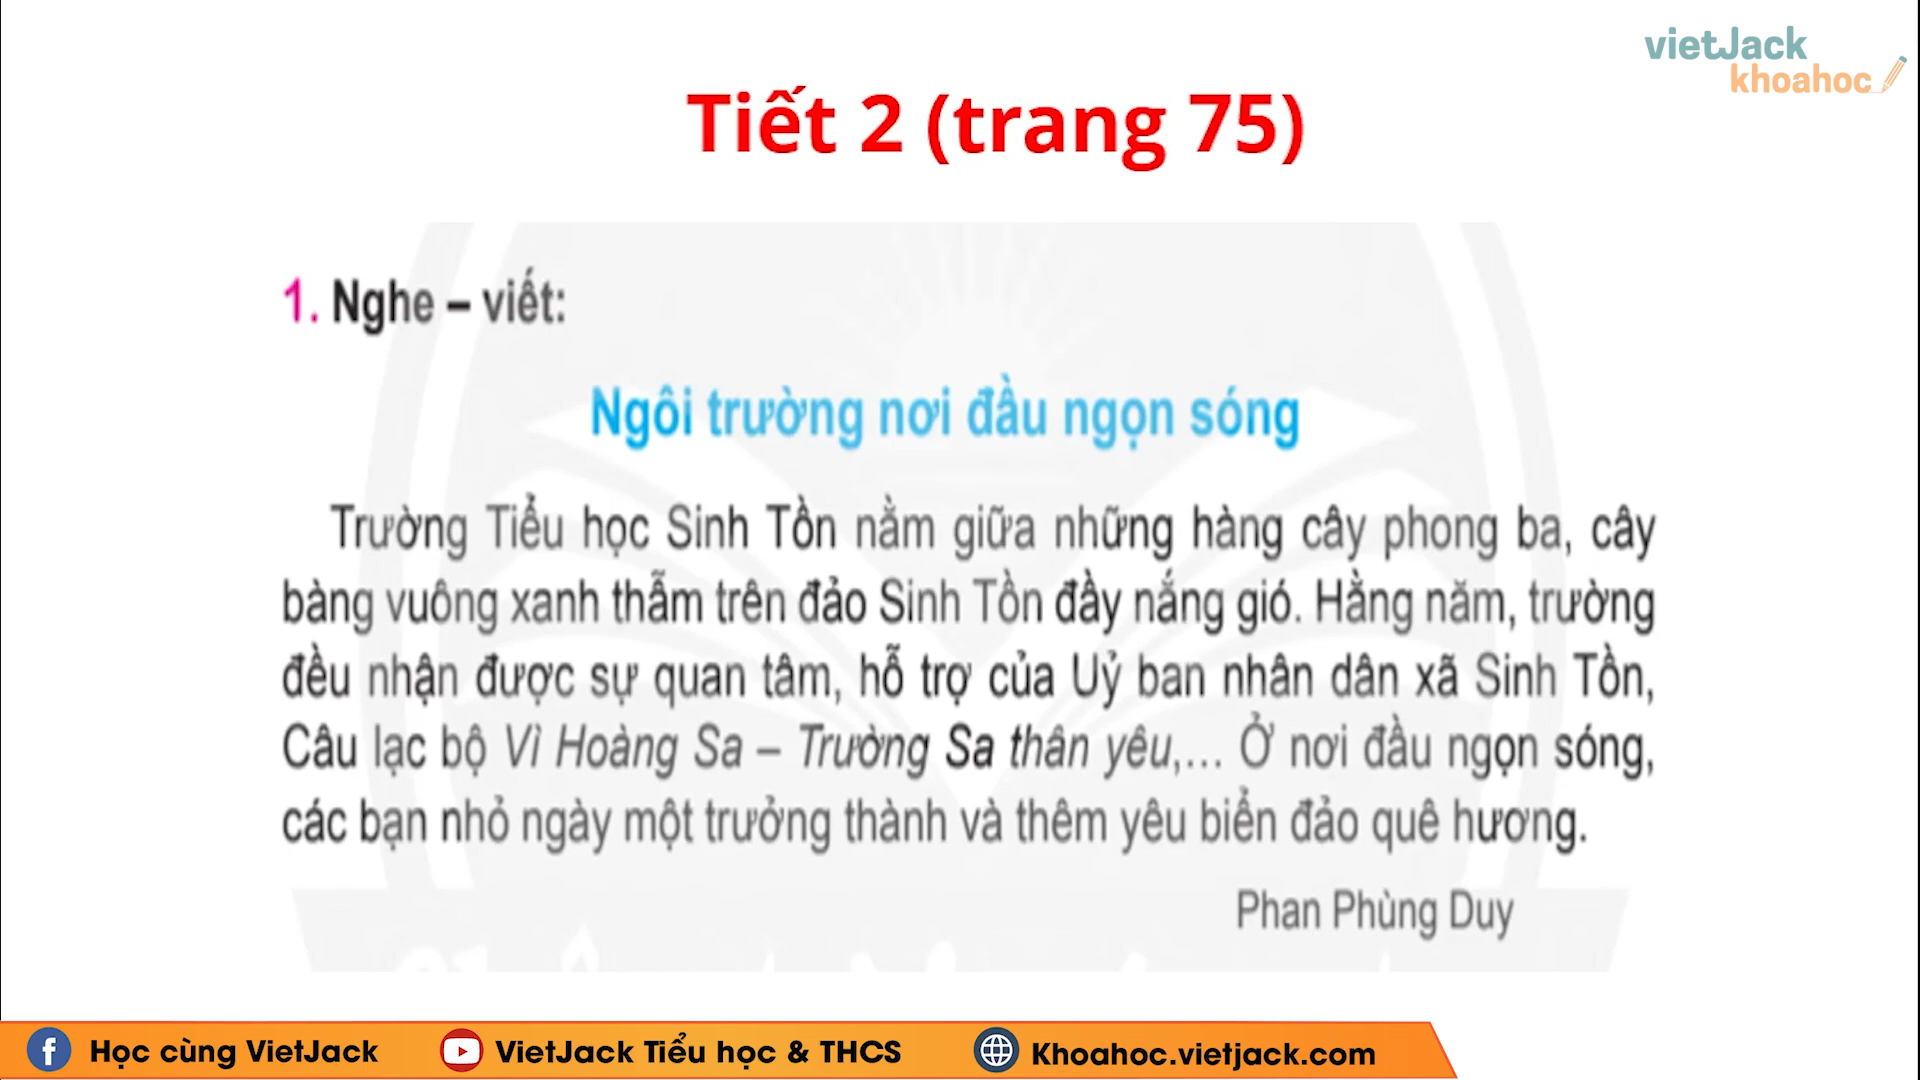 vietJack
khoahoc
Tiết 2 (trang 75)
1. Nghe – viết:
Ngôi trường nơi đầu ngọn sóng
Trường Tiểu học Sinh Tồn nằm giữa những hàng cây phong ba, cây
bàng vuông xanh thẫm trên đảo Sinh Tồn đầy nắng gió. Hằng năm, trường
đều nhận được sự quan tâm, hỗ trợ của Uỷ ban nhân dân xã Sinh Tồn,
Câu lạc bộ Vì Hoàng Sa – Trường Sa thân yêu,... Ở nơi đầu ngọn sóng,
các bạn nhỏ ngày một trưởng thành và thêm yêu biển đảo quê hương.
Phan Phùng Duy
Học cùng VietJack
VietJack Tiểu học & THCS
Khoahoc.vietjack.com